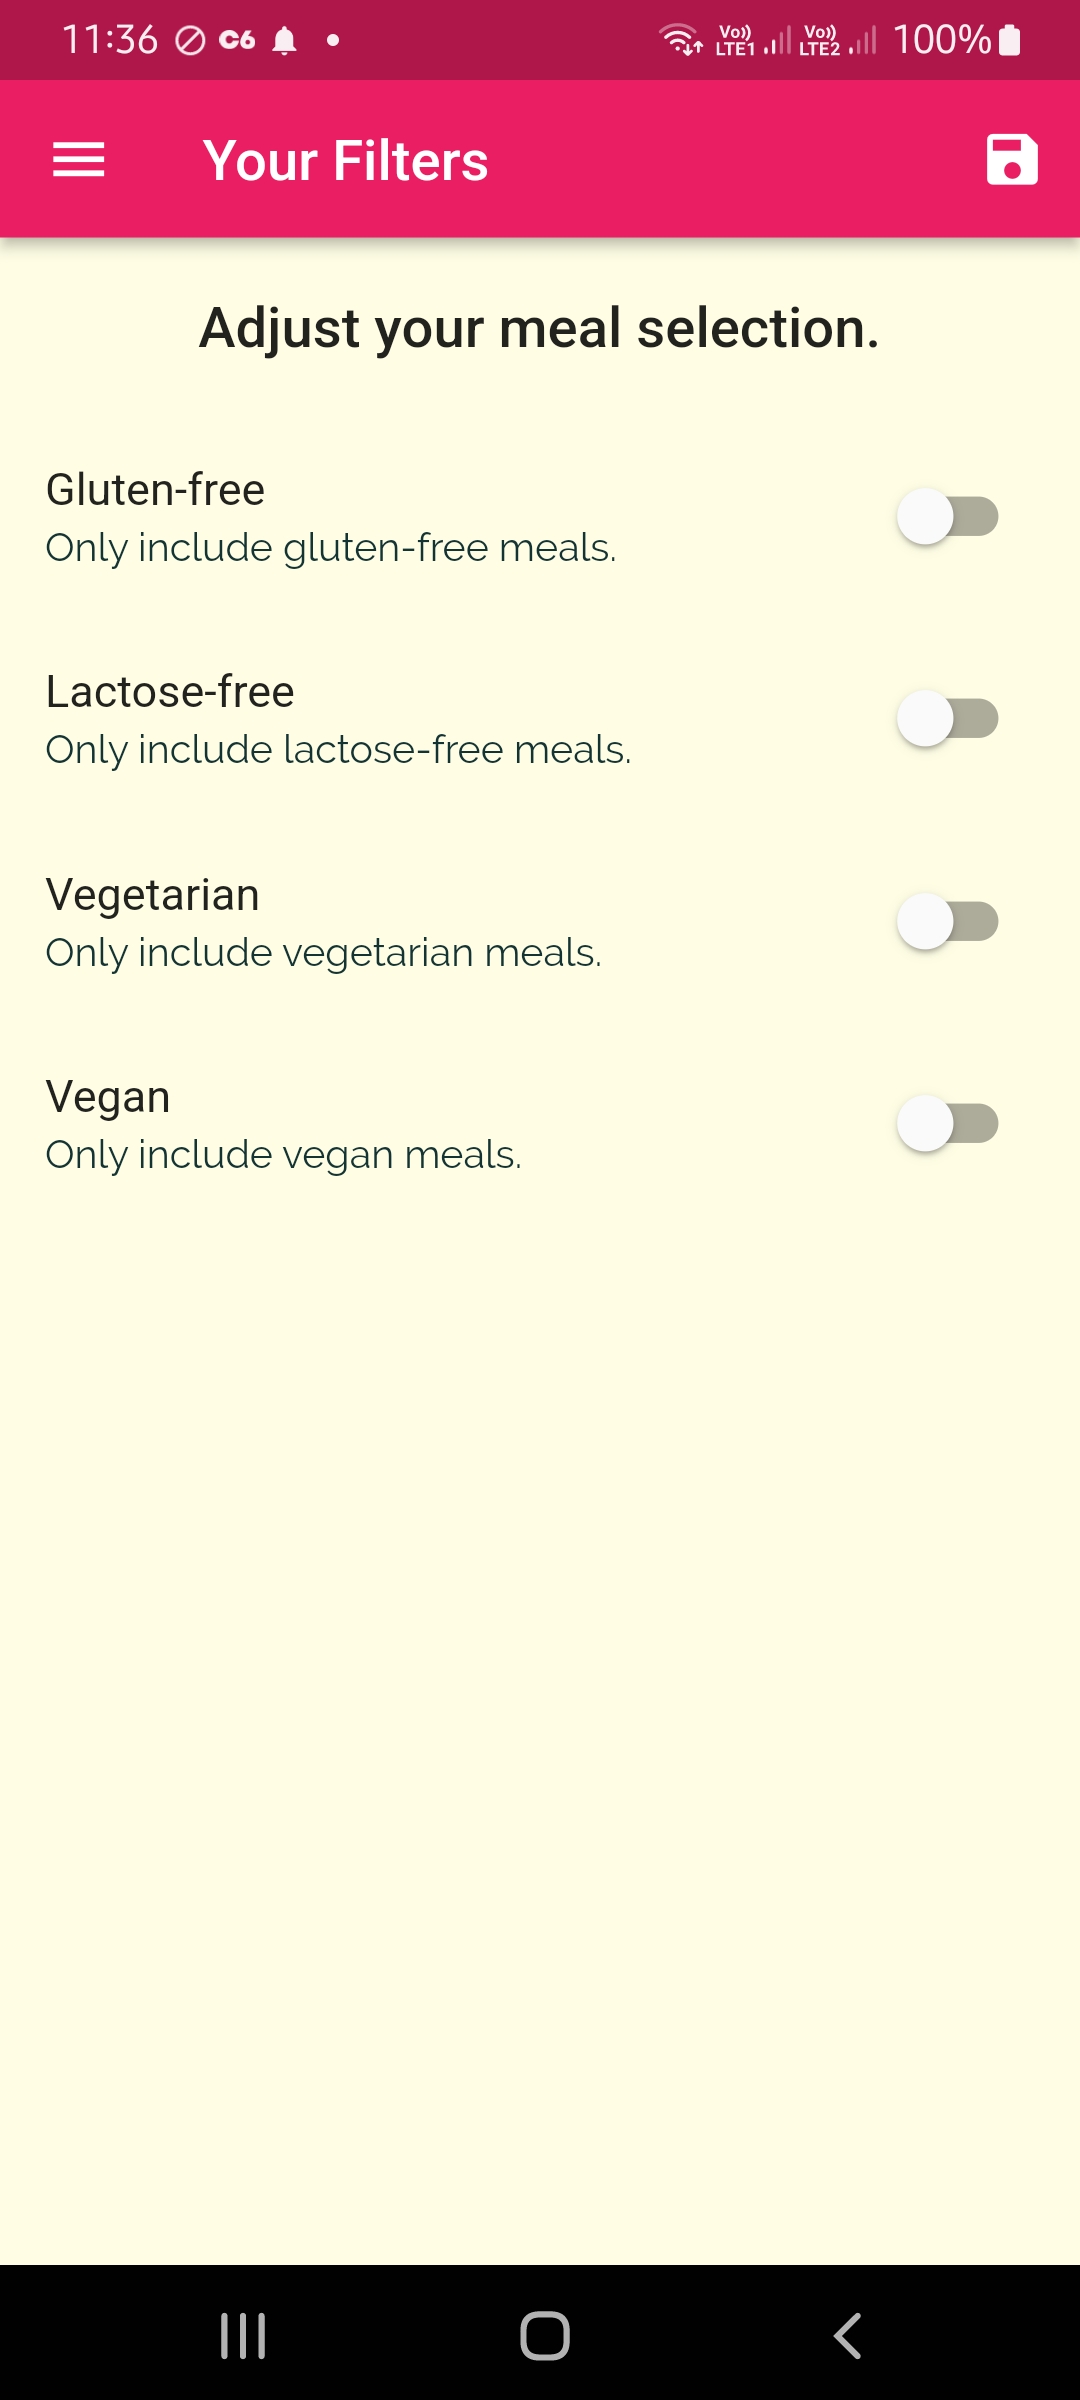 11:36 C6 Vo)) LTE1 Vo)) LTE2 100%
Your Filters
Adjust your meal selection.
Gluten-free
Only include gluten-free meals.
Lactose-free
Only include lactose-free meals.
Vegetarian
Only include vegetarian meals.
Vegan
Only include vegan meals.